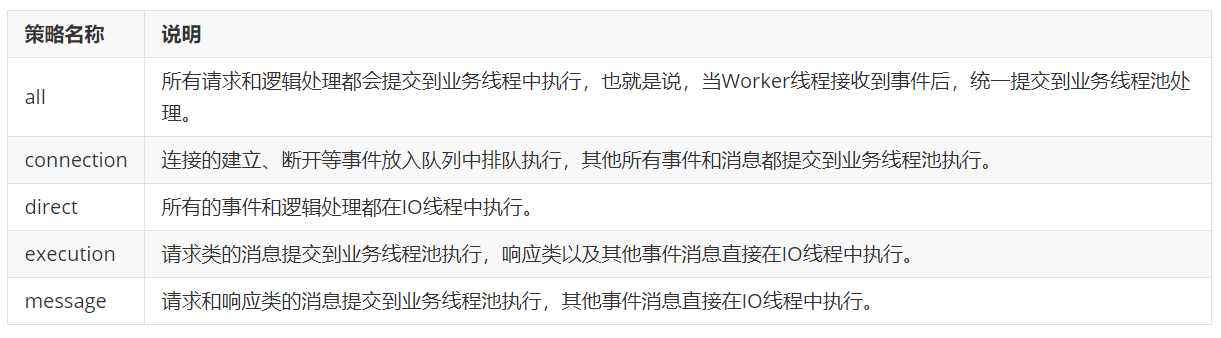 策略名称 说明
all 所有请求和逻辑处理都会提交到业务线程中执行，也就是说，当Worker线程接收到事件后，统一提交到业务线程池处
理。
connection 连接的建立、断开等事件放入队列中排队执行，其他所有事件和消息都提交到业务线程池执行。
direct 所有的事件和逻辑处理都在IO线程中执行。
execution 请求类的消息提交到业务线程池执行，响应类以及其他事件消息直接在IO线程中执行。
message 请求和响应类的消息提交到业务线程池执行，其他事件消息直接在IO线程中执行。